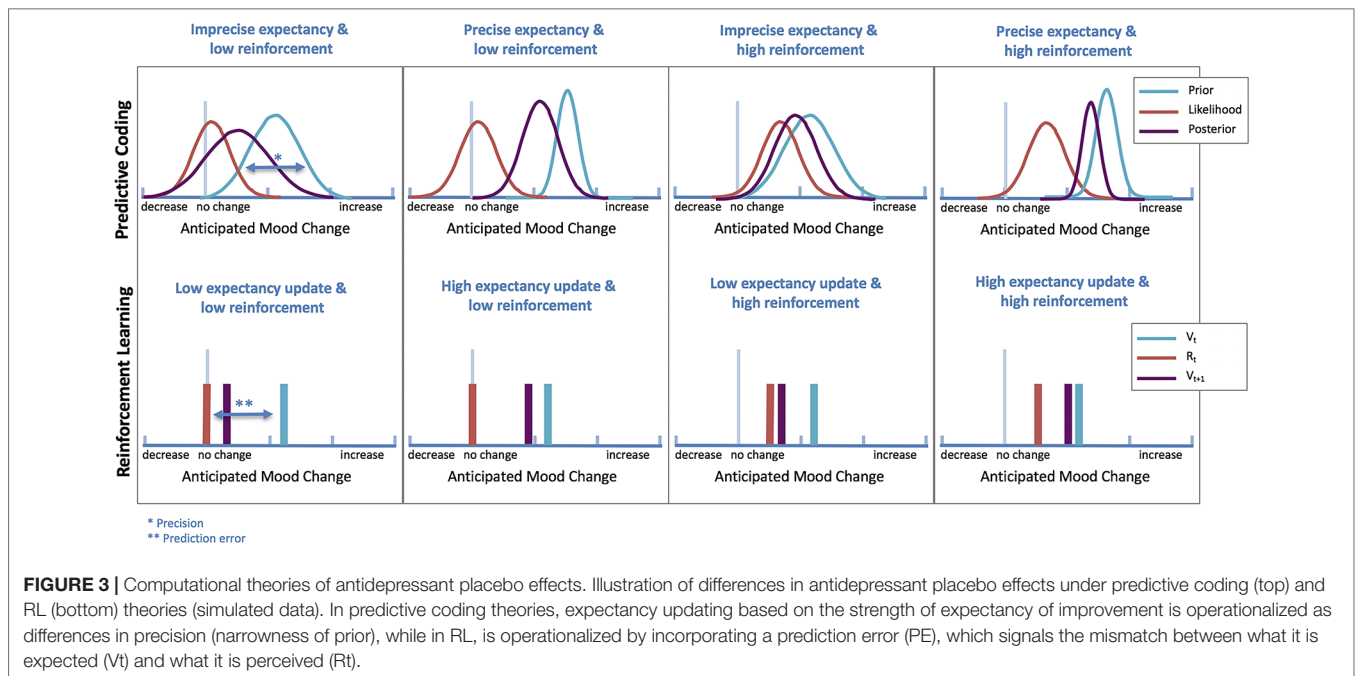 Imprecise expectancy &
low reinforcement
Precise expectancy &
low reinforcement
Imprecise expectancy &
high reinforcement
Precise expectancy &
high reinforcement
Predictive Coding
Prior
Likelihood
Posterior
*
decrease no change increase
Anticipated Mood Change
decrease no change increase
Anticipated Mood Change
decrease no change increase
Anticipated Mood Change
decrease no change increase
Anticipated Mood Change
Reinforcement Learning
Low expectancy update &
low reinforcement
High expectancy update &
low reinforcement
Low expectancy update &
high reinforcement
High expectancy update &
high reinforcement
Vt
Rt
Vt+1
**
decrease no change increase
Anticipated Mood Change
decrease no change increase
Anticipated Mood Change
decrease no change increase
Anticipated Mood Change
decrease no change increase
Anticipated Mood Change
* Precision
** Prediction error
FIGURE 3 | Computational theories of antidepressant placebo effects. Illustration of differences in antidepressant placebo effects under predictive coding (top) and
RL (bottom) theories (simulated data). In predictive coding theories, expectancy updating based on the strength of expectancy of improvement is operationalized as
differences in precision (narrowness of prior), while in RL, is operationalized by incorporating a prediction error (PE), which signals the mismatch between what it is
expected (Vt) and what it is perceived (Rt).